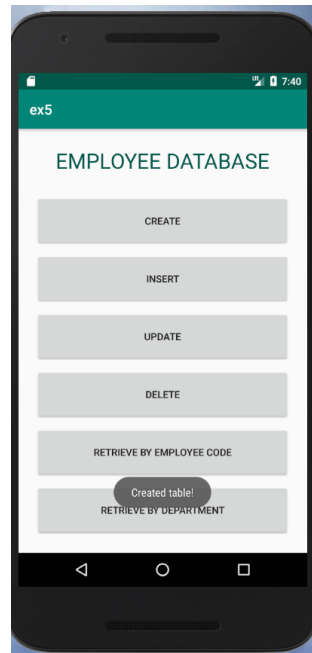 7:40
ex5
EMPLOYEE DATABASE
CREATE
INSERT
UPDATE
DELETE
RETRIEVE BY EMPLOYEE CODE
Created table!
RETRIEVE BY DEPARTMENT